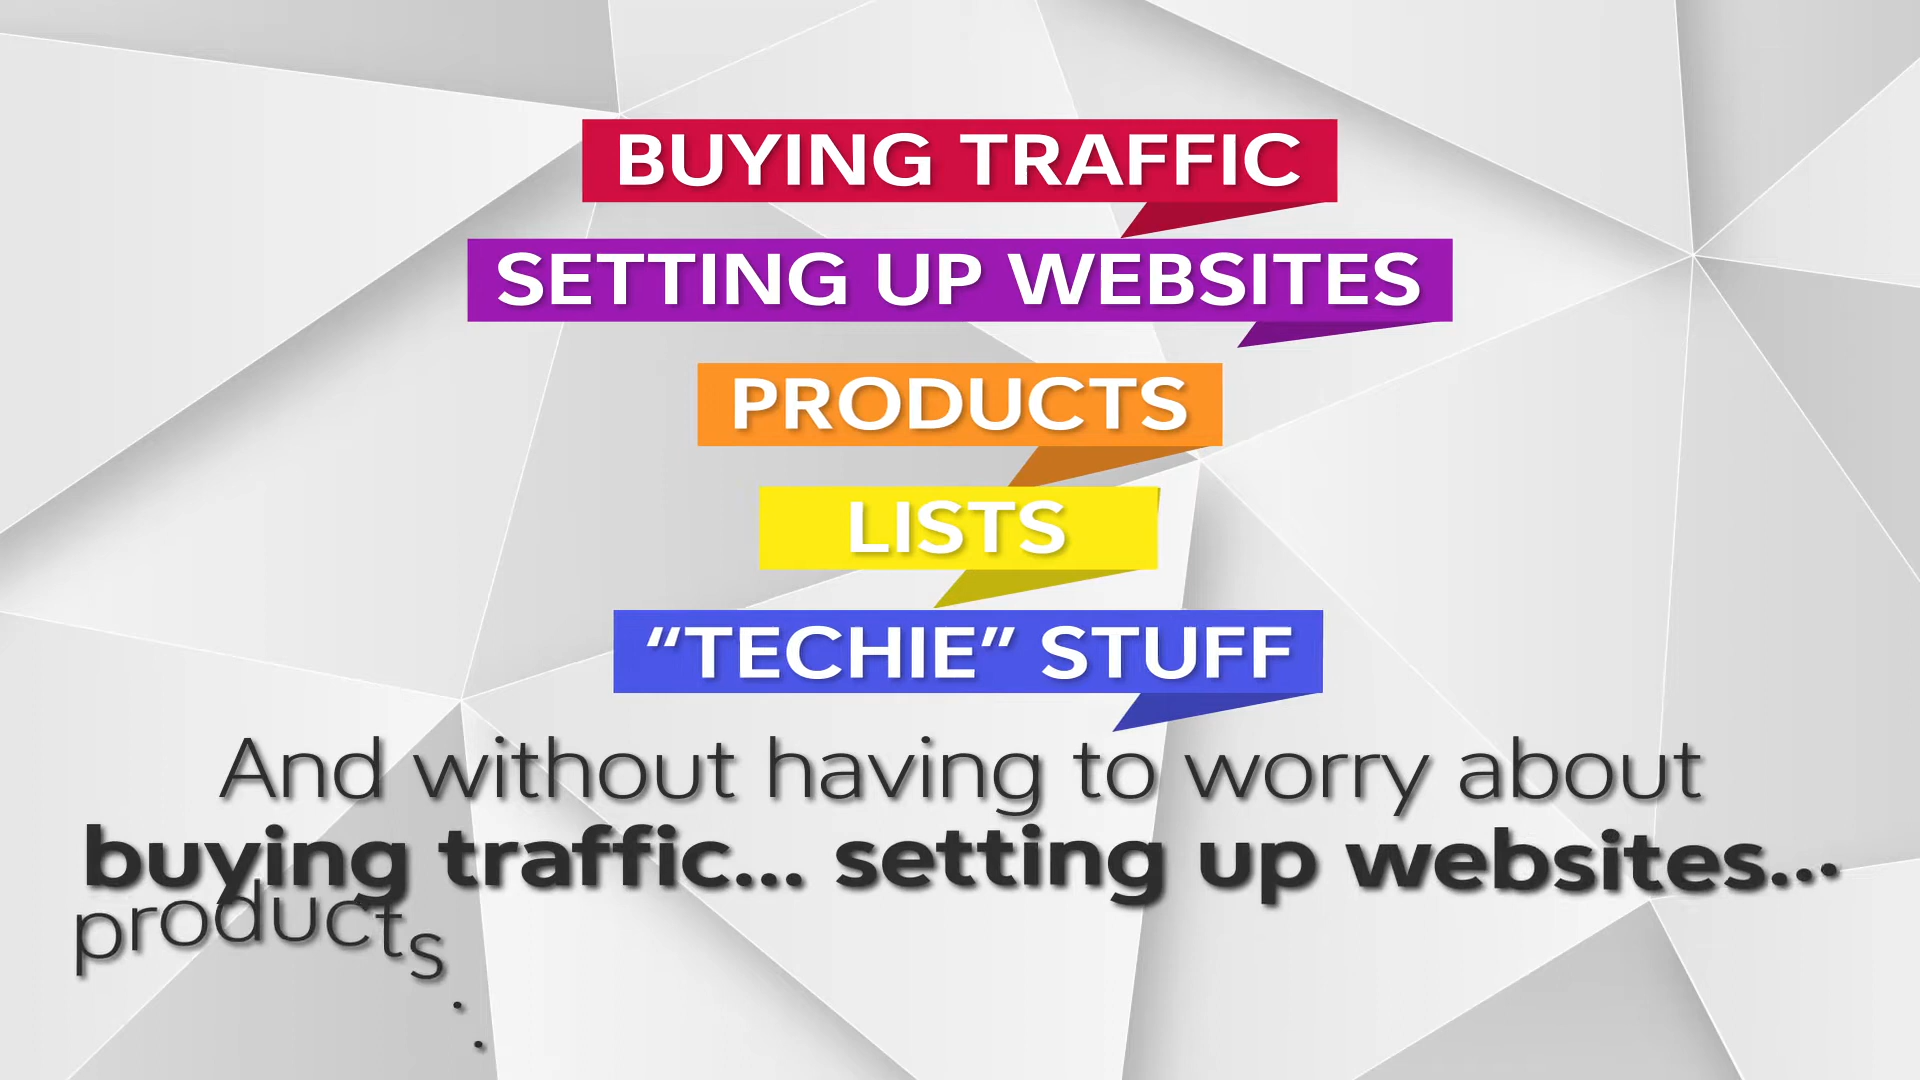 BUYING TRAFFIC
SETTING UP WEBSITES
PRODUCTS
LISTS
“TECHIE” STUFF
And without having to worry about
buying traffic... setting up websites...
products..